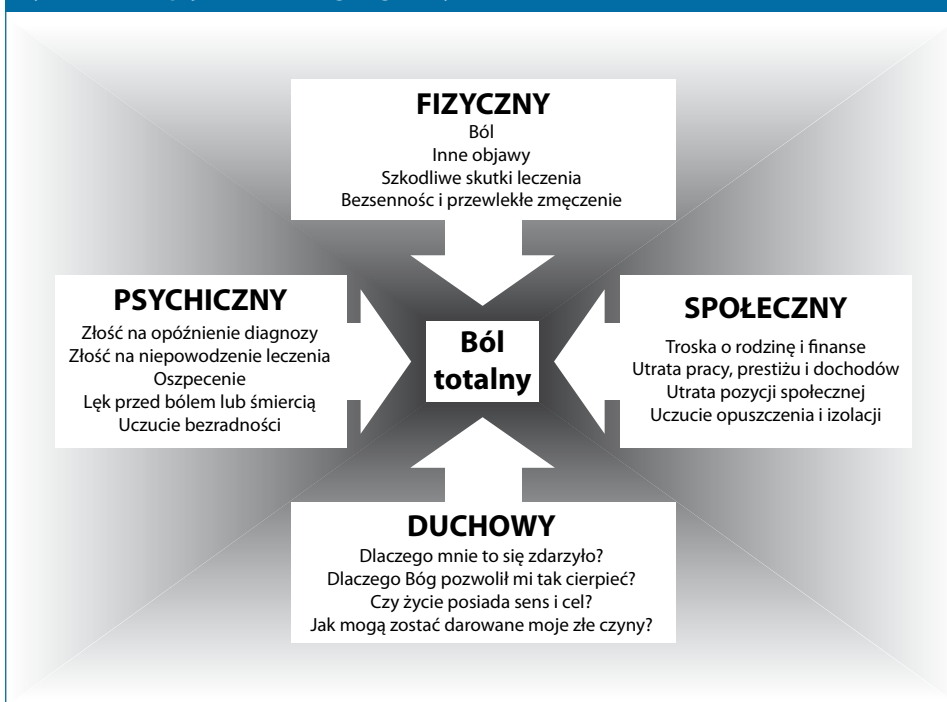 FIZYCZNY
Ból
Inne objawy
Szkodliwe skutki leczenia
Bezsennośc i przewlekłe zmęczenie
PSYCHICZNY
Złość na opóźnienie diagnozy
Złość na niepowodzenie leczenia
Oszpecenie
Lęk przed bólem lub śmiercią
Uczucie bezradności
Ból
totalny
SPOŁECZNY
Troska o rodzinę i finanse
Utrata pracy, prestiżu i dochodów
Utrata pozycji społecznej
Uczucie opuszczenia i izolacji
DUCHOWY
Dlaczego mnie to się zdarzyło?
Dlaczego Bóg pozwolił mi tak cierpieć?
Czy życie posiada sens i cel?
Jak mogą zostać darowane moje złe czyny?